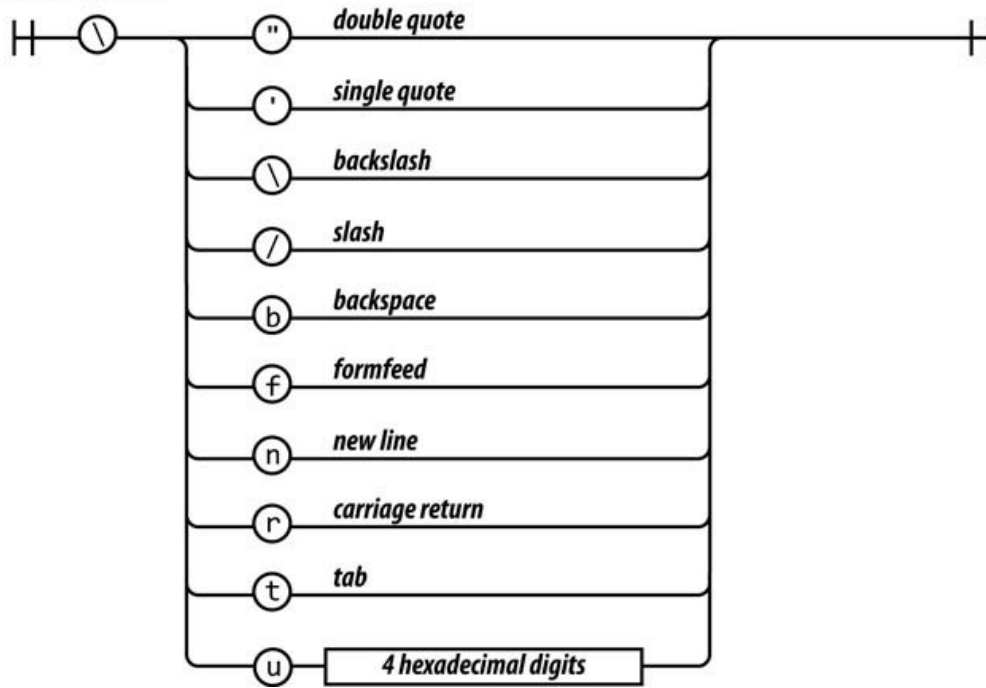 \
" double quote
' single quote
\ backslash
/ slash
b backspace
f formfeed
n new line
r carriage return
t tab
u 4 hexadecimal digits